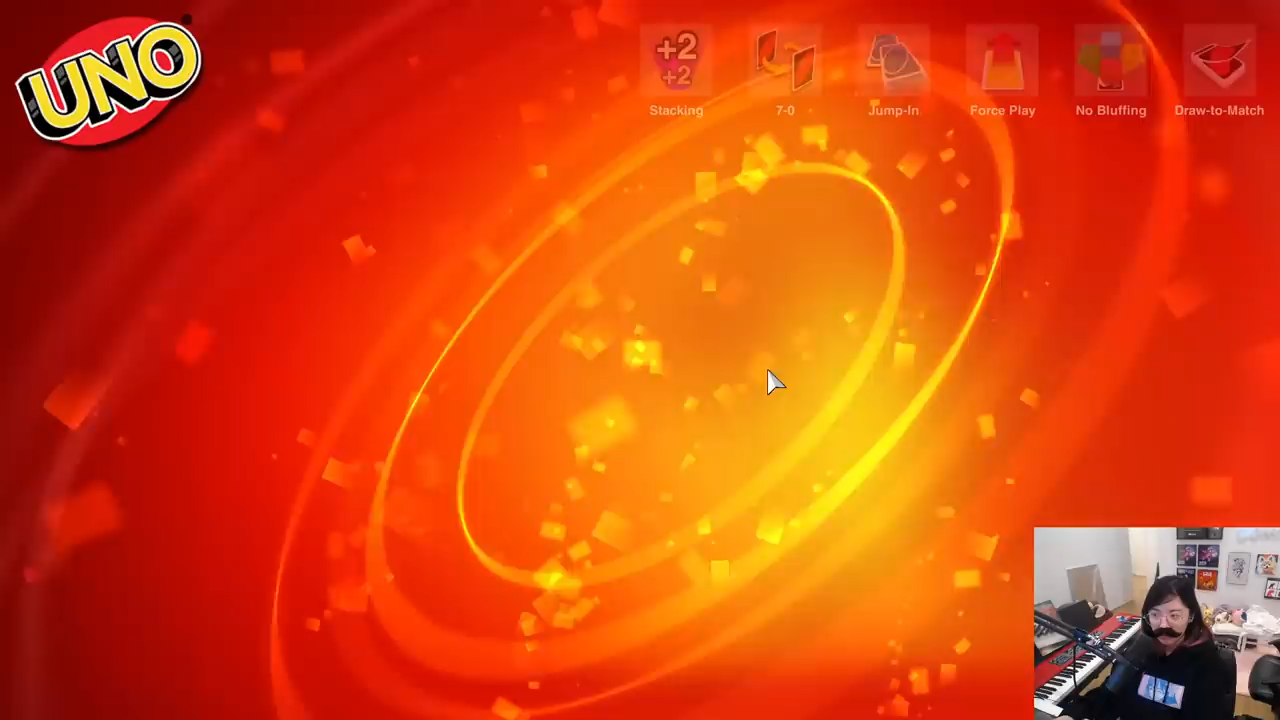 UNO
+2
+2
Stacking
7-0
Jump-In
Force Play
No Bluffing
Draw-to-Match